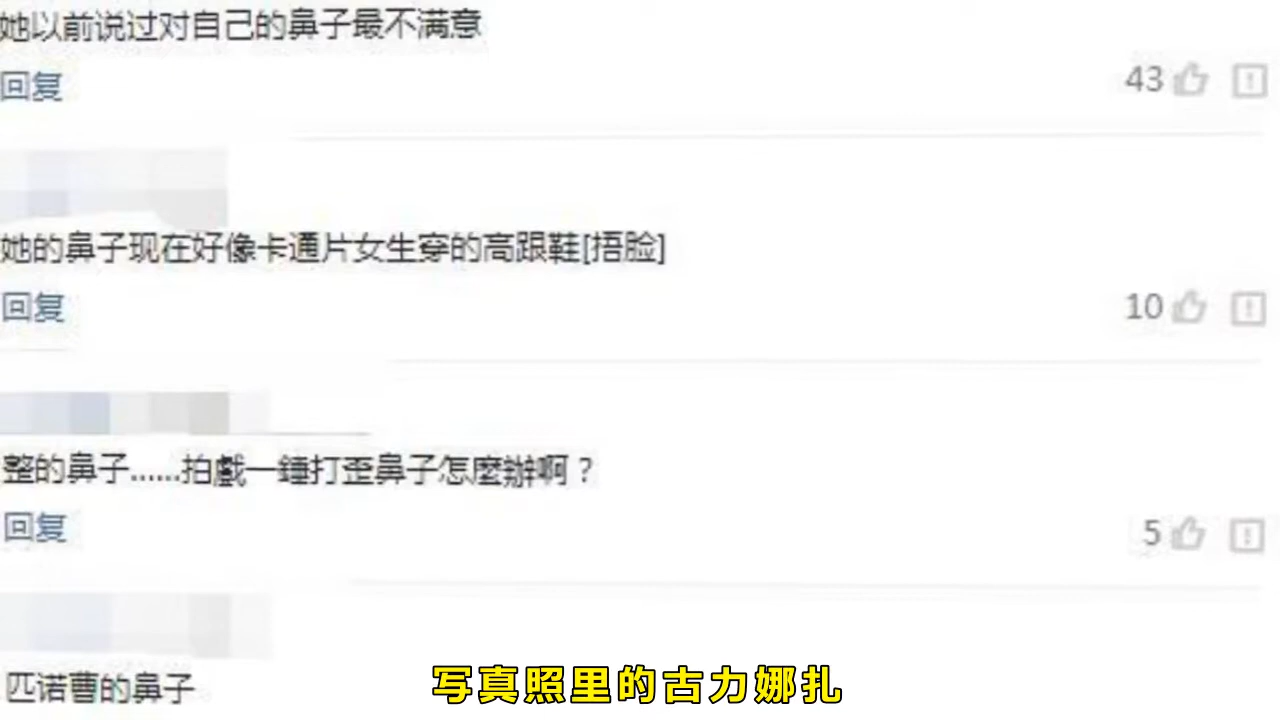 她以前说过对自己的鼻子最不满意
回复
43
她的鼻子现在好像卡通片女生穿的高跟鞋[捂脸]
回复
10
整的鼻子......拍戲一錘打歪鼻子怎麼辦啊？
回复
5
匹诺曹的鼻子
写真照里的古力娜扎